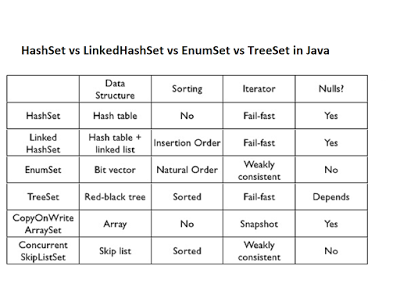 HashSet vs LinkedHashSet vs EnumSet vs TreeSet in Java
Data
Structure
Sorting
Iterator
Nulls?
HashSet
Hash table
No
Fail-fast
Yes
Linked
HashSet
Hash table +
linked list
Insertion Order
Fail-fast
Yes
EnumSet
Bit vector
Natural Order
Weakly
consistent
No
TreeSet
Red-black tree
Sorted
Fail-fast
Depends
CopyOnWrite
ArraySet
Array
No
Snapshot
Yes
Concurrent
SkipListSet
Skip list
Sorted
Weakly
consistent
No